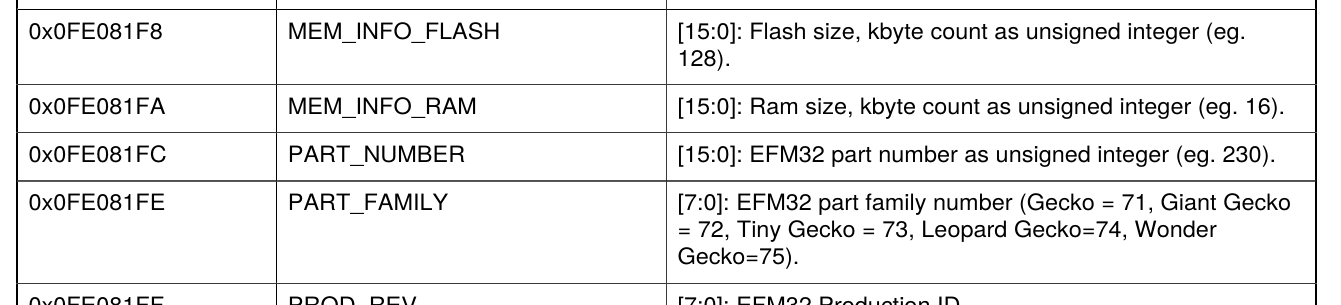 0x0FE081F8 MEM_INFO_FLASH [15:0]: Flash size, kbyte count as unsigned integer (eg.
128).
0x0FE081FA MEM_INFO_RAM [15:0]: Ram size, kbyte count as unsigned integer (eg. 16).
0x0FE081FC PART_NUMBER [15:0]: EFM32 part number as unsigned integer (eg. 230).
0x0FE081FE PART_FAMILY [7:0]: EFM32 part family number (Gecko = 71, Giant Gecko
= 72, Tiny Gecko = 73, Leopard Gecko=74, Wonder
Gecko=75).
0x0FE081FF PROD_REV [7:0]: EFM32 Production ID.